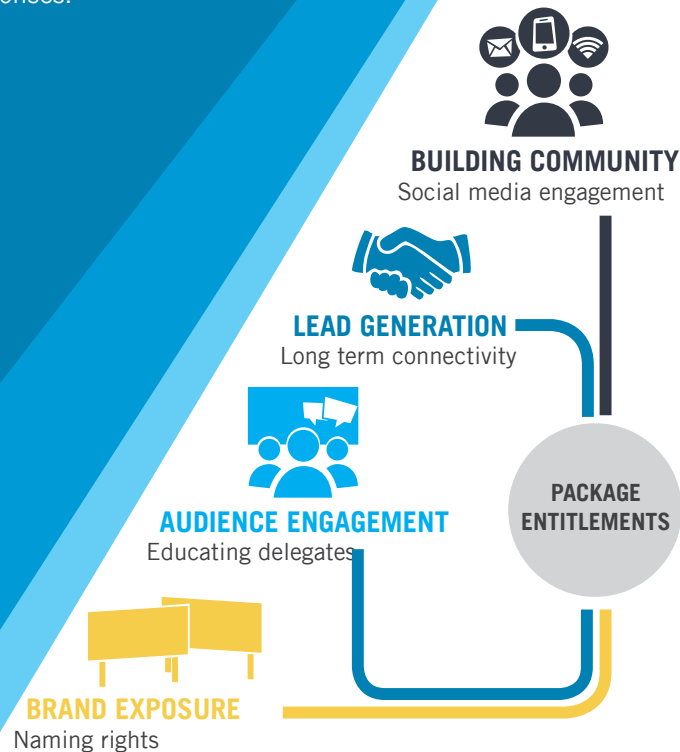 BUILDING COMMUNITY
Social media engagement
LEAD GENERATION
Long term connectivity
AUDIENCE ENGAGEMENT
Educating delegates
PACKAGE
ENTITLEMENTS
BRAND EXPOSURE
Naming rights